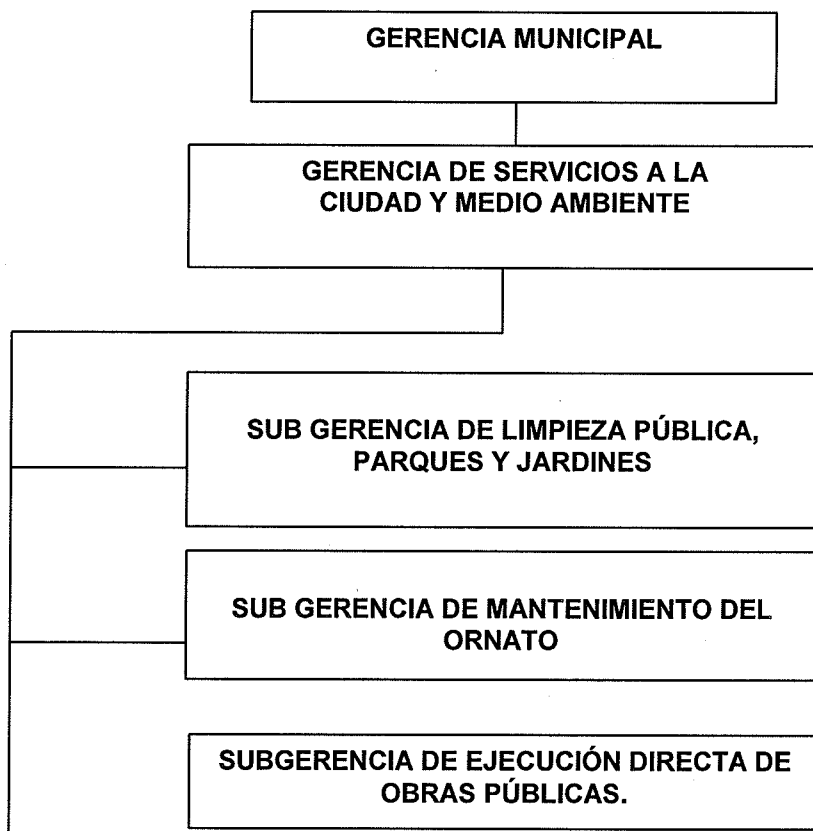 GERENCIA MUNICIPAL
GERENCIA DE SERVICIOS A LA
CIUDAD Y MEDIO AMBIENTE
SUB GERENCIA DE LIMPIEZA PÚBLICA,
PARQUES Y JARDINES
SUB GERENCIA DE MANTENIMIENTO DEL
ORNATO
SUBGERENCIA DE EJECUCIÓN DIRECTA DE
OBRAS PÚBLICAS.